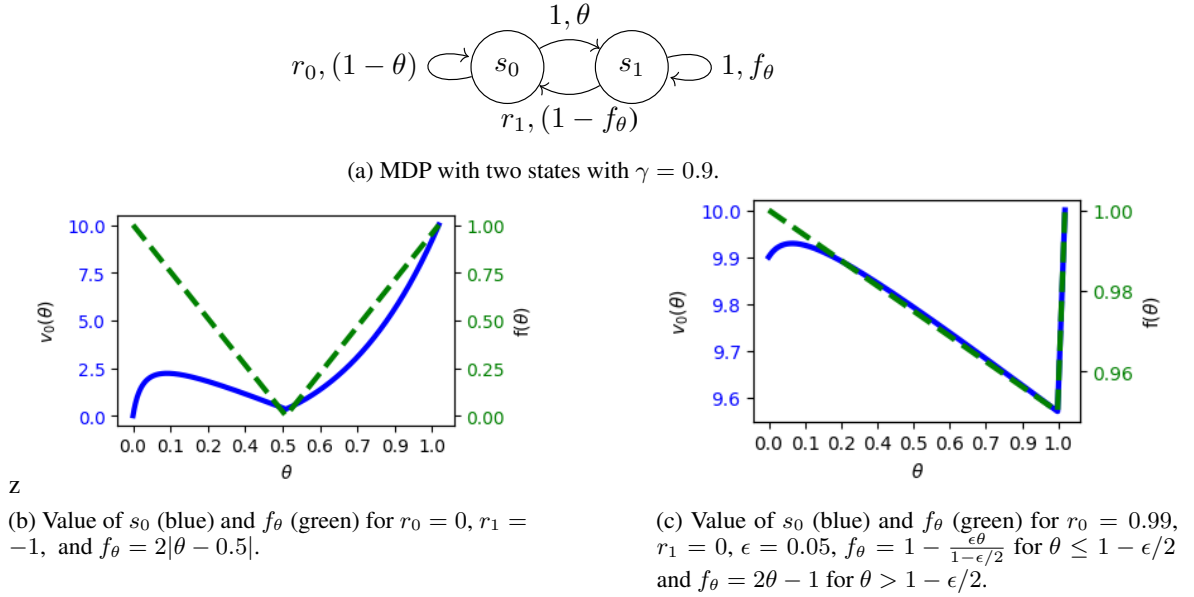 1, θ
r₀, (1 − θ)
s₀
s₁
1, f_θ
r₁, (1 − f_θ)
(a) MDP with two states with γ = 0.9.
10.0
7.5
5.0
2.5
0.0
v₀(θ)
1.00
0.75
0.50
0.25
0.00
f(θ)
0.0 0.1 0.2 0.3 0.4 0.5 0.6 0.7 0.9 1.0
θ
z
(b) Value of s₀ (blue) and f_θ (green) for r₀ = 0, r₁ =
−1, and f_θ = 2|θ − 0.5|.
10.0
9.9
9.8
9.7
9.6
v₀(θ)
1.00
0.98
0.96
f(θ)
0.0 0.1 0.2 0.4 0.5 0.6 0.7 0.9 1.0
θ
(c) Value of s₀ (blue) and f_θ (green) for r₀ = 0.99,
r₁ = 0, ϵ = 0.05, f_θ = 1 − ϵθ/(1−ϵ/2) for θ ≤ 1 − ϵ/2
and f_θ = 2θ − 1 for θ > 1 − ϵ/2.